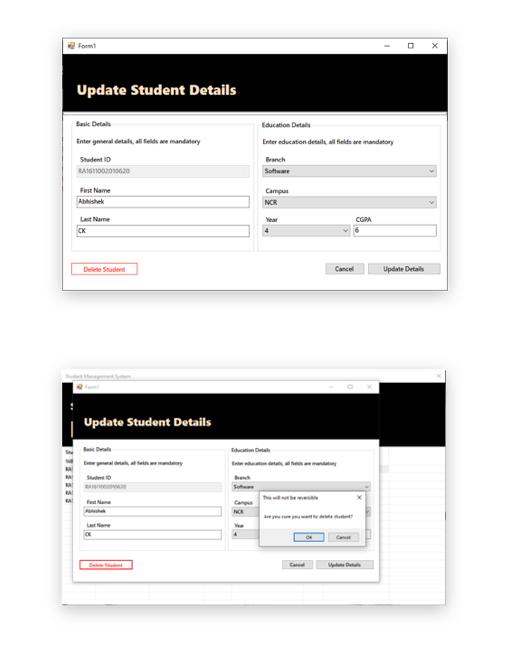 Form1
Update Student Details
Basic Details
Enter general details, all fields are mandatory
Student ID
RA1611002010620
First Name
Abhishek
Last Name
CK
Education Details
Enter education details, all fields are mandatory
Branch
Software
Campus
NCR
Year
CGPA
4
6
Delete Student
Cancel
Update Details
Student Management System
Form1
Update Student Details
Basic Details
Enter general details, all fields are mandatory
Student ID
RA1611002010620
First Name
Abhishek
Last Name
CK
Education Details
Enter education details, all fields are mandatory
Branch
Software
Campus
NCR
Year
4
This will not be reversible
Are you sure you want to delete student?
OK
Cancel
Delete Student
Cancel
Update Details